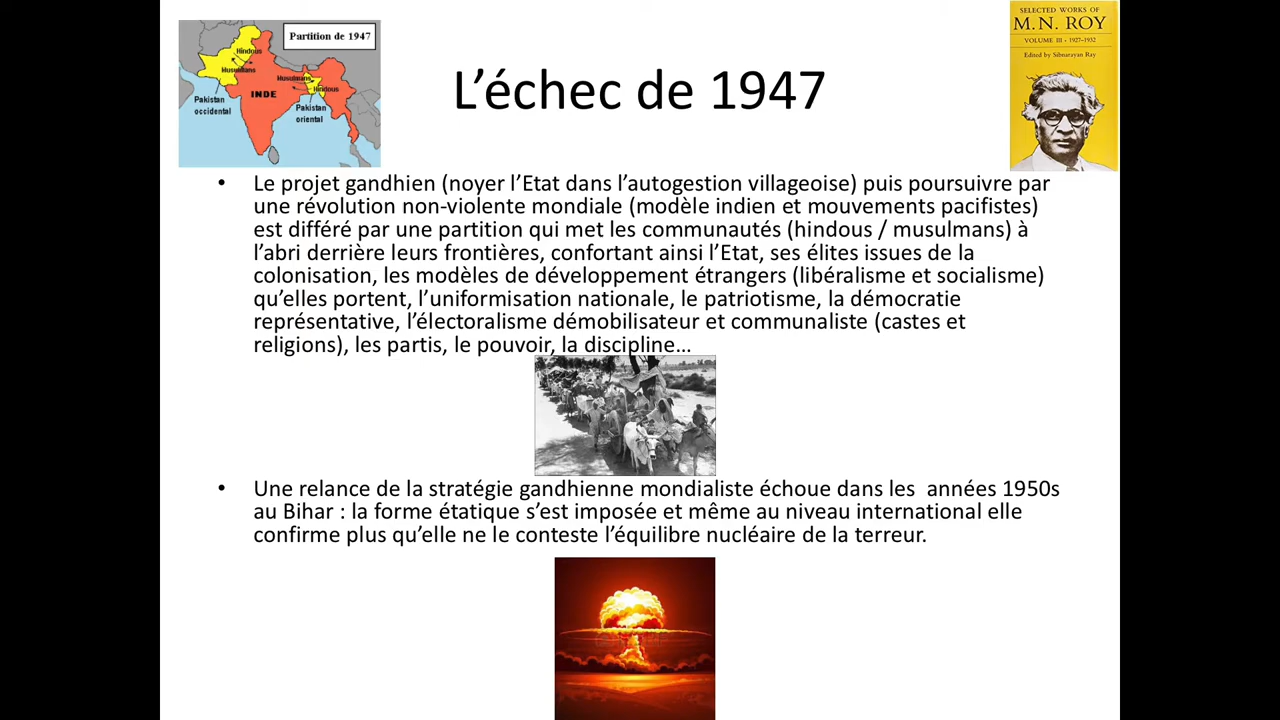 Partition de 1947
Hindous
Musulmans
Musulmans
Hindous
INDE
Pakistan
occidental
Pakistan
oriental
SELECTED WORKS OF
M.N. ROY
VOLUME III • 1927-1932
Edited by Sibnarayan Ray
L’échec de 1947
• Le projet gandhien (noyer l’Etat dans l’autogestion villageoise) puis poursuivre par
une révolution non-violente mondiale (modèle indien et mouvements pacifistes)
est différé par une partition qui met les communautés (hindous / musulmans) à
l’abri derrière leurs frontières, confortant ainsi l’Etat, ses élites issues de la
colonisation, les modèles de développement étrangers (libéralisme et socialisme)
qu’elles portent, l’uniformisation nationale, le patriotisme, la démocratie
représentative, l’électoralisme démobilisateur et communaliste (castes et
religions), les partis, le pouvoir, la discipline…
• Une relance de la stratégie gandhienne mondialiste échoue dans les  années 1950s
au Bihar : la forme étatique s’est imposée et même au niveau international elle
confirme plus qu’elle ne le conteste l’équilibre nucléaire de la terreur.